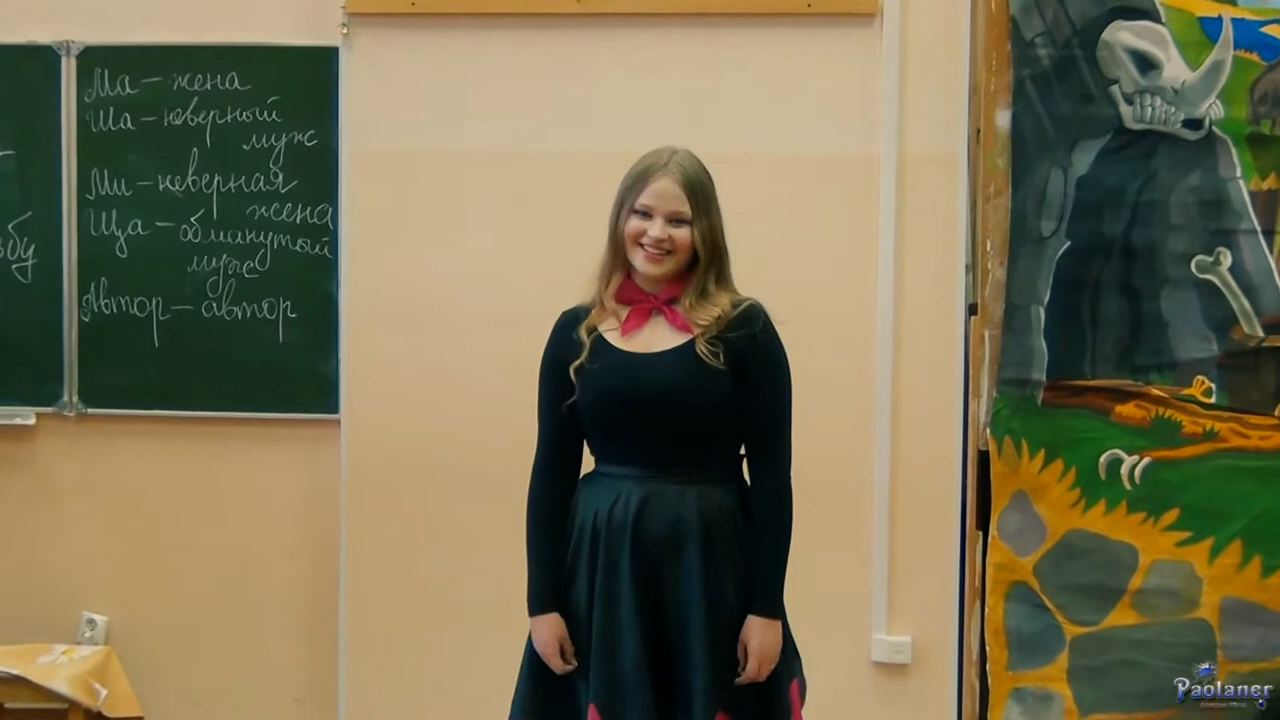 Ма – жена
Ша – неверный
муж
Ми – неверная
жена
Ща – обманутый
муж
Автор – автор
Paolaner